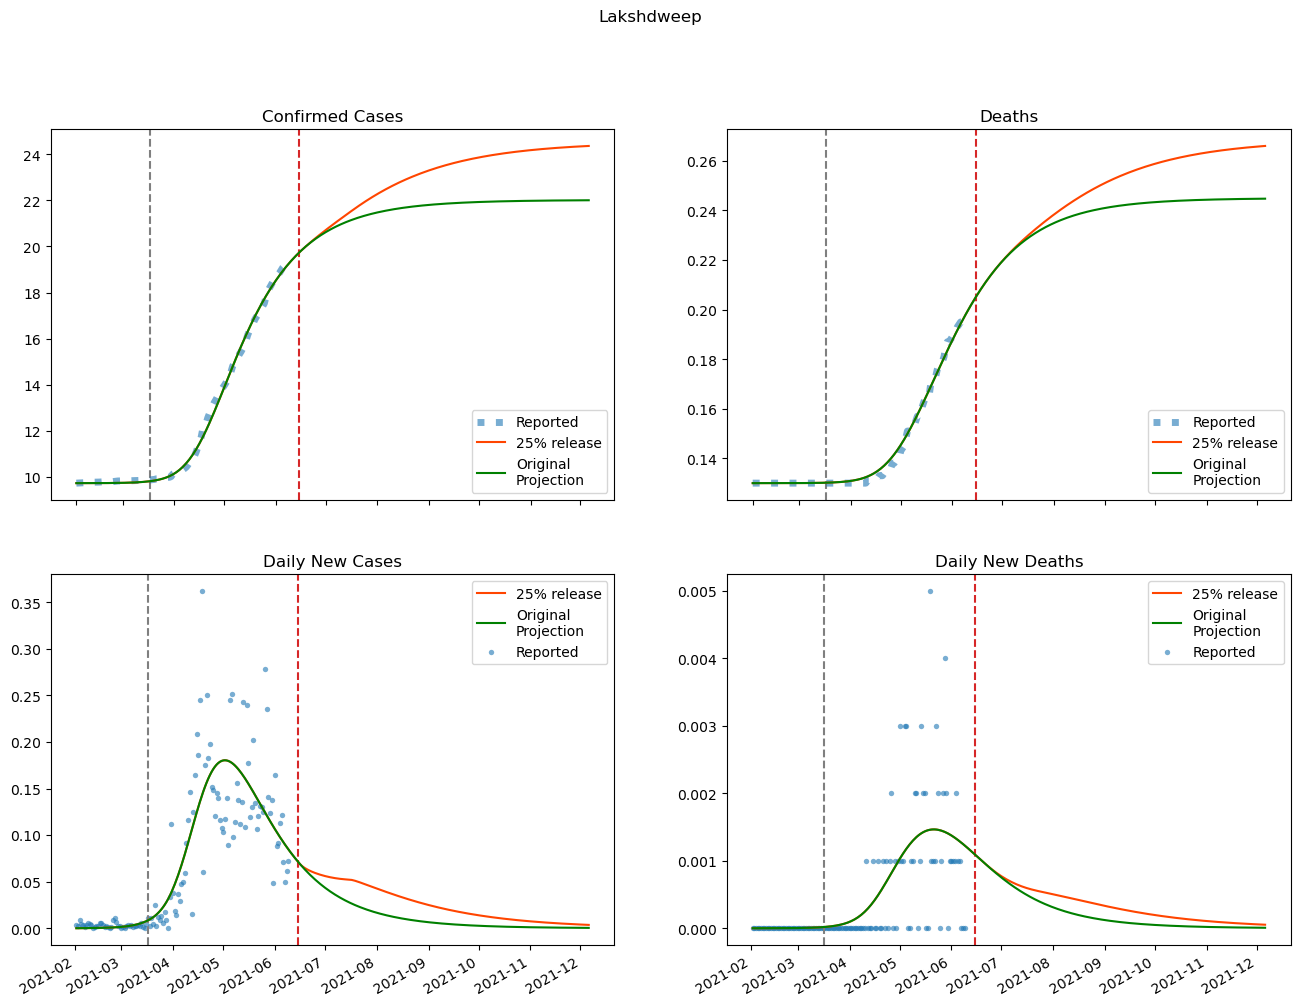 Lakshdweep
Confirmed Cases
24
22
20
18
16
14
12
10
Reported
25% release
Original
Projection
Deaths
0.26
0.24
0.22
0.20
0.18
0.16
0.14
Reported
25% release
Original
Projection
Daily New Cases
0.35
0.30
0.25
0.20
0.15
0.10
0.05
0.00
25% release
Original
Projection
Reported
2021-02
2021-03
2021-04
2021-05
2021-06
2021-07
2021-08
2021-09
2021-10
2021-11
2021-12
Daily New Deaths
0.005
0.004
0.003
0.002
0.001
0.000
25% release
Original
Projection
Reported
2021-02
2021-03
2021-04
2021-05
2021-06
2021-07
2021-08
2021-09
2021-10
2021-11
2021-12